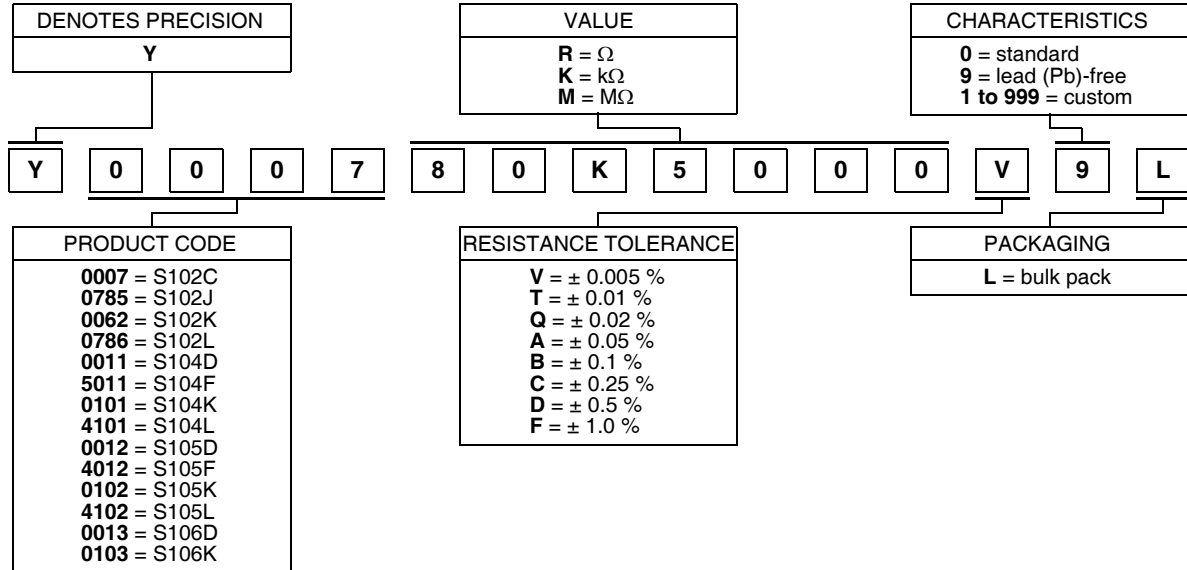 DENOTES PRECISION
Y
VALUE
R = Ω
K = kΩ
M = MΩ
CHARACTERISTICS
0 = standard
9 = lead (Pb)-free
1 to 999 = custom
Y 0 0 0 7 8 0 K 5 0 0 0 V 9 L
PRODUCT CODE
0007 = S102C
0785 = S102J
0062 = S102K
0786 = S102L
0011 = S104D
5011 = S104F
0101 = S104K
4101 = S104L
0012 = S105D
4012 = S105F
0102 = S105K
4102 = S105L
0013 = S106D
0103 = S106K
RESISTANCE TOLERANCE
V = ± 0.005 %
T = ± 0.01 %
Q = ± 0.02 %
A = ± 0.05 %
B = ± 0.1 %
C = ± 0.25 %
D = ± 0.5 %
F = ± 1.0 %
PACKAGING
L = bulk pack